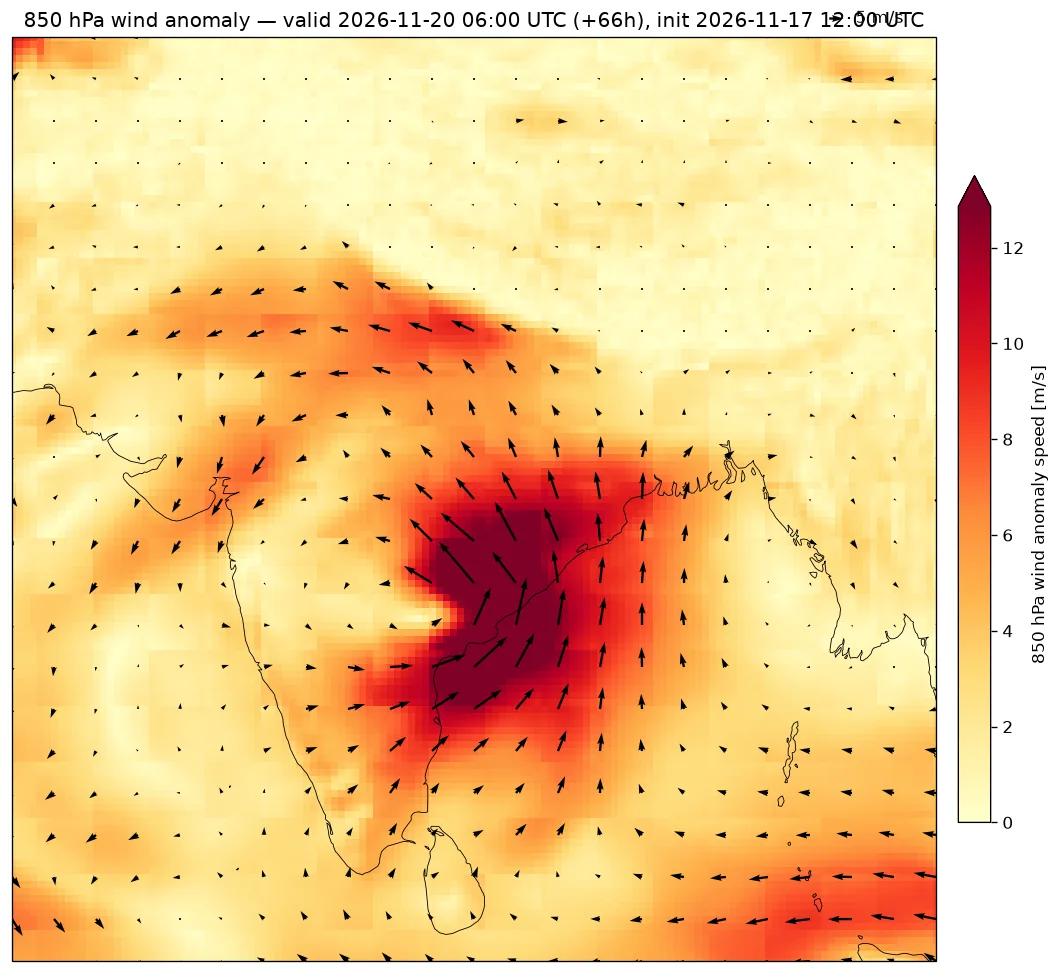 850 hPa wind anomaly — valid 2026-11-20 06:00 UTC (+66h), init 2026-11-17 12:00 UTC
5 m/s
12
10
8
6
4
2
0
850 hPa wind anomaly speed [m/s]